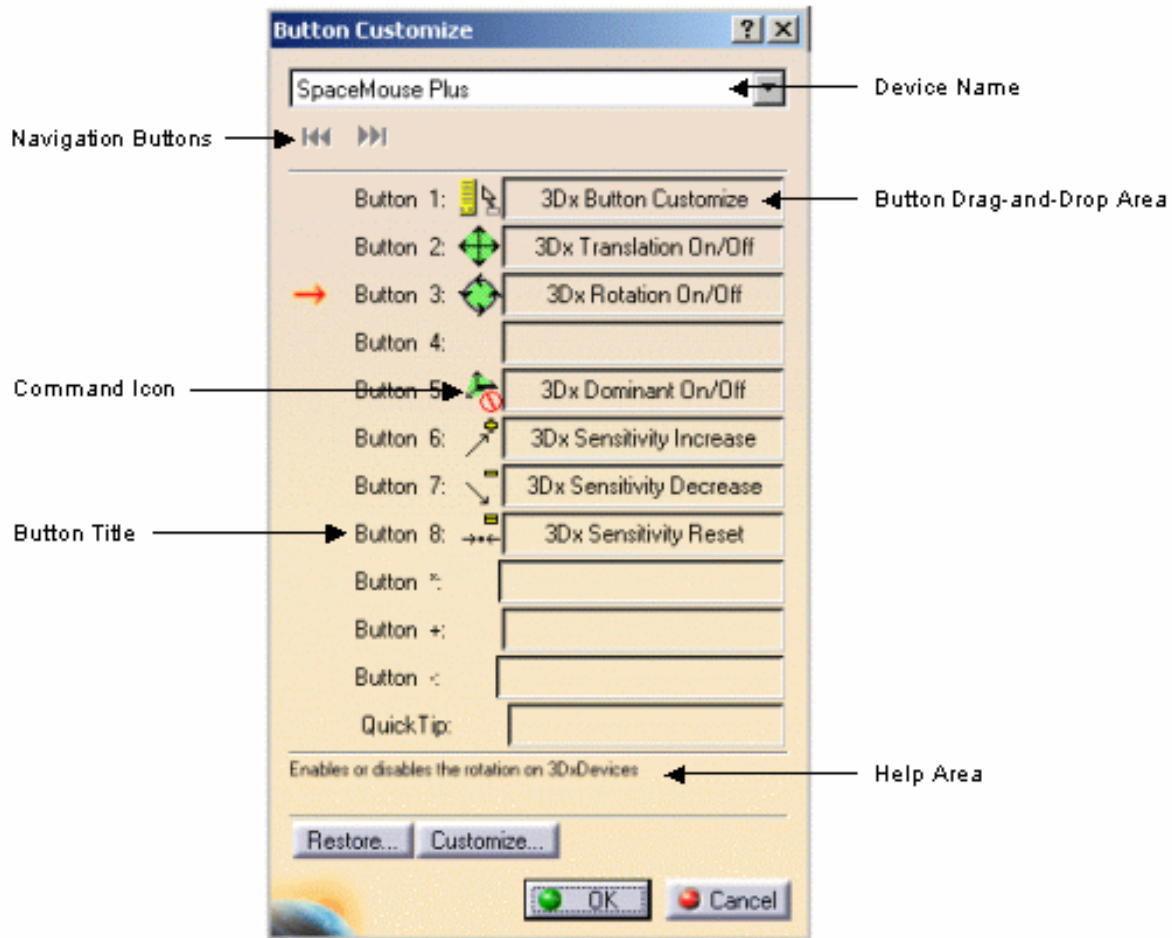 Button Customize
SpaceMouse Plus
Device Name
Navigation Buttons
Button 1: 3Dx Button Customize
Button Drag-and-Drop Area
Button 2: 3Dx Translation On/Off
Button 3: 3Dx Rotation On/Off
Button 4:
Command Icon
Button 5: 3Dx Dominant On/Off
Button 6: 3Dx Sensitivity Increase
Button 7: 3Dx Sensitivity Decrease
Button Title
Button 8: 3Dx Sensitivity Reset
Button *:
Button +:
Button -:
QuickTip:
Enables or disables the rotation on 3DxDevices
Help Area
Restore... Customize...
OK Cancel